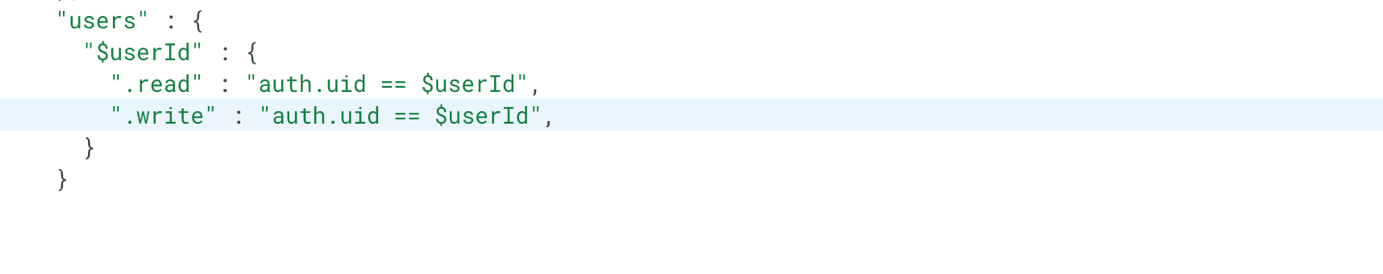 "users" : {
"$userId" : {
".read" : "auth.uid == $userId",
".write" : "auth.uid == $userId",
}
}